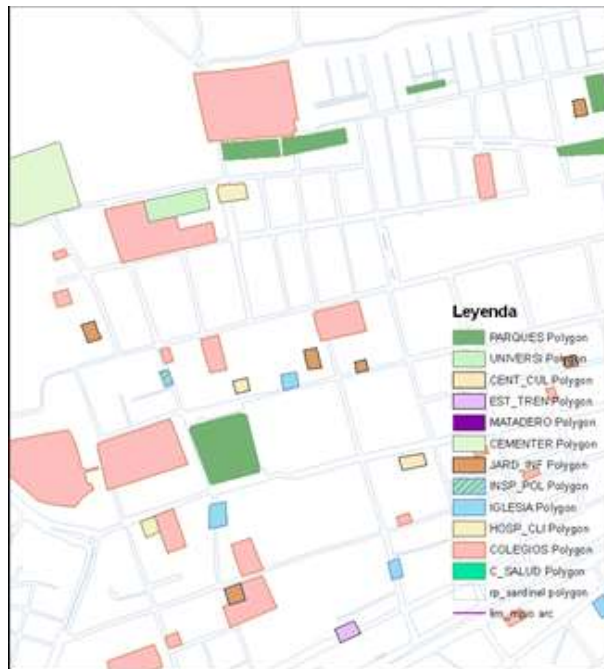 Leyenda
PARQUES Polygon
UNIVERSI Polygon
CENT_CUL Polygon
EST_TREN Polygon
MATADERO Polygon
CEMENTER Polygon
JARD_INF Polygon
INSP_POL Polygon
IGLESIA Polygon
HOSP_CLI Polygon
COLEGIOS Polygon
C_SALUD Polygon
rp_sardinel polygon
lim_mpio arc